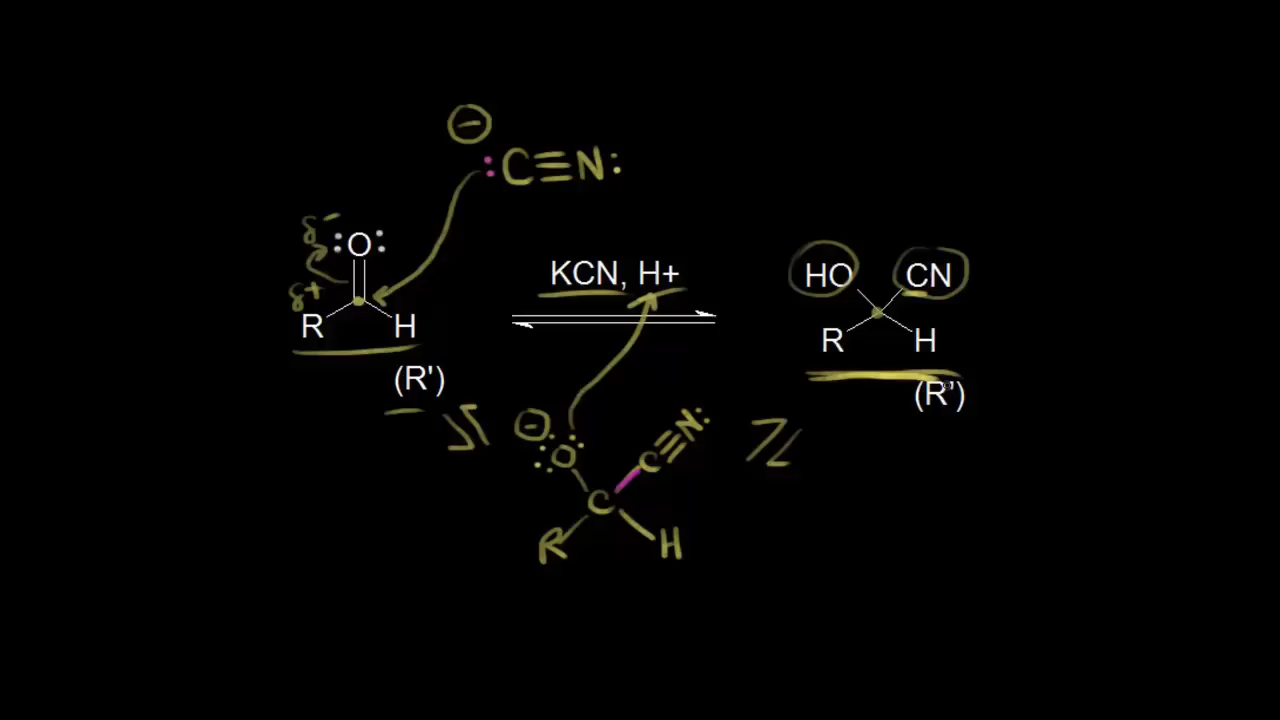 ⊖
:C≡N:
δ-
:O:
δ+
R H
(R')
KCN, H+
HO CN
R H
(R')
⊖
:O: C≡N:
C
R H